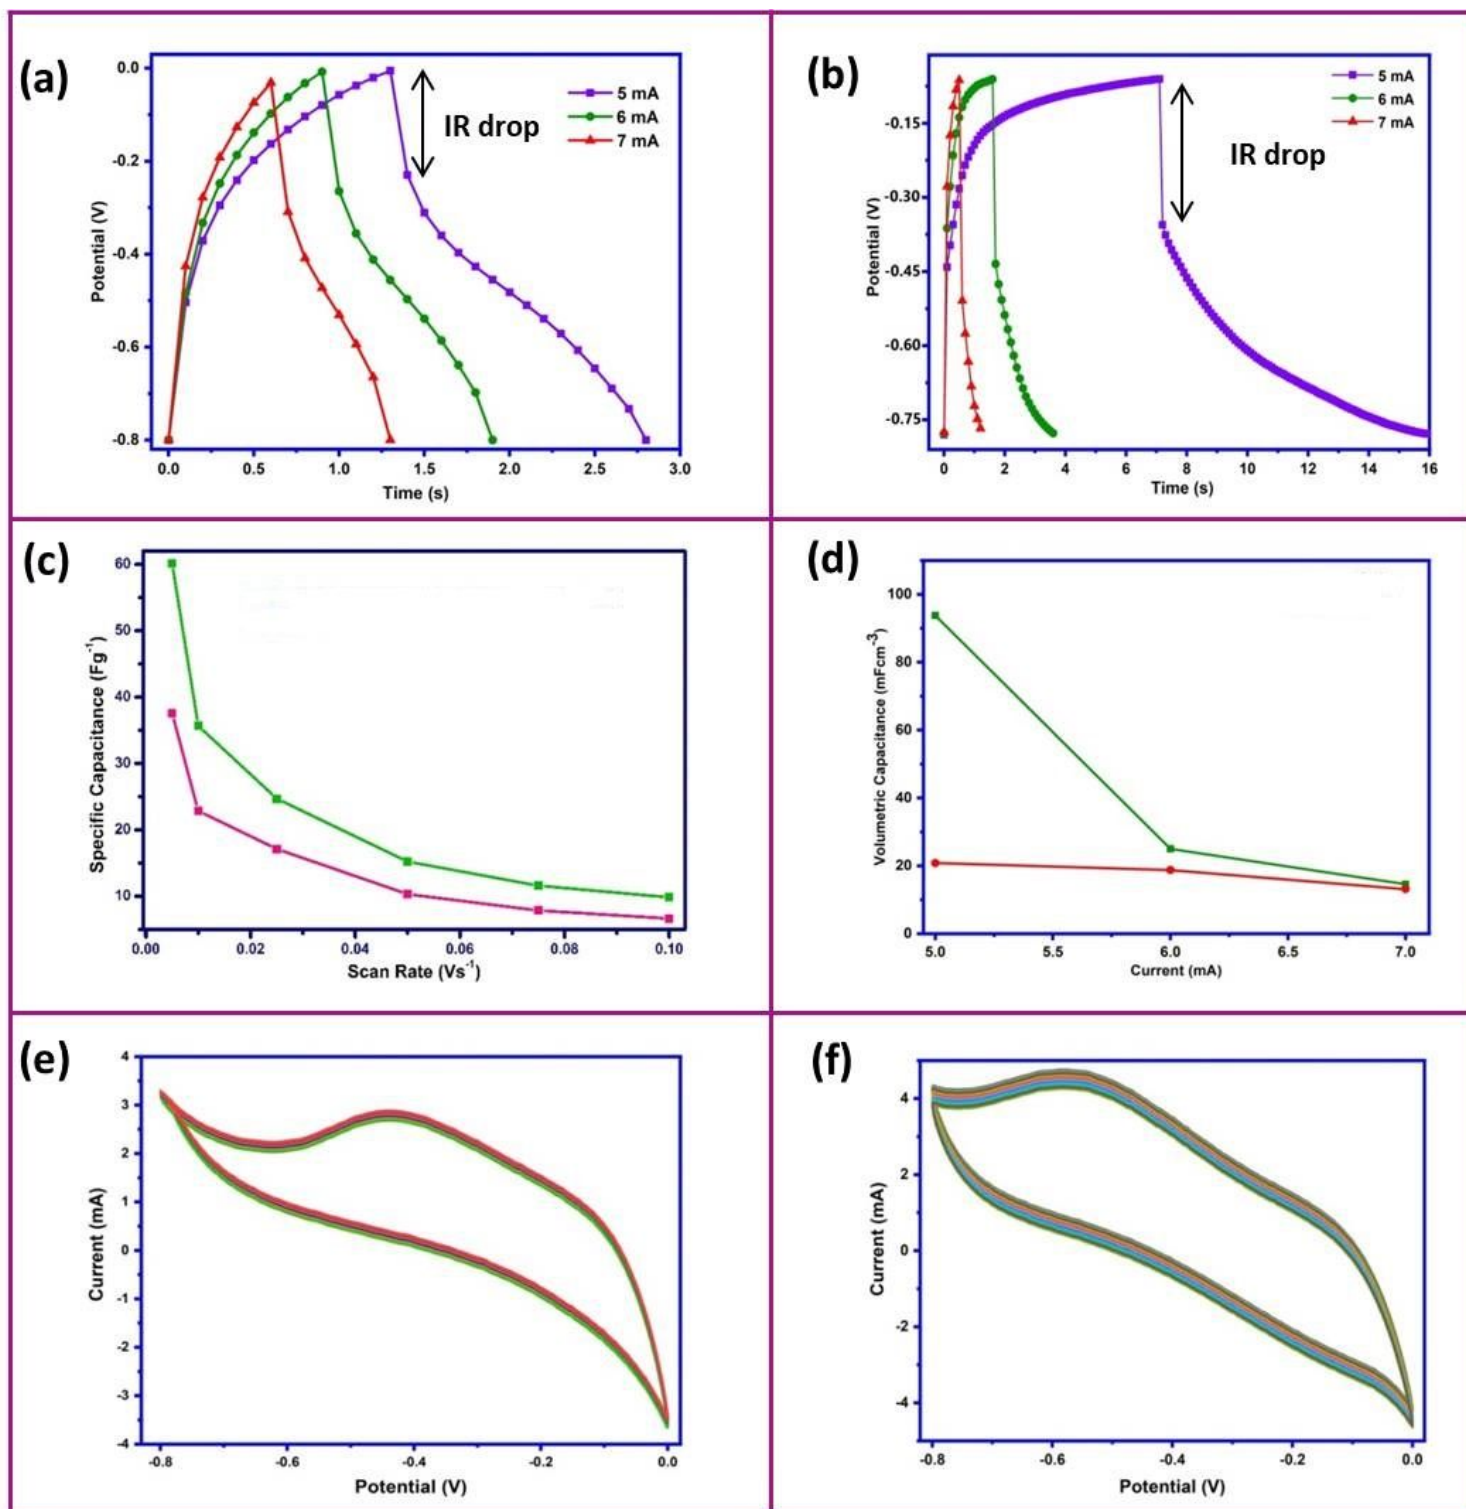 (a)
0.0
-0.2
-0.4
-0.6
-0.8
Potential (V)
5 mA
6 mA
7 mA
IR drop
0.0 0.5 1.0 1.5 2.0 2.5 3.0
Time (s)
(b)
-0.15
-0.30
-0.45
-0.60
-0.75
Potential (V)
5 mA
6 mA
7 mA
IR drop
0 2 4 6 8 10 12 14 16
Time (s)
(c)
60
50
40
30
20
10
Specific Capacitance (Fg⁻¹)
0.00 0.02 0.04 0.06 0.08 0.10
Scan Rate (Vs⁻¹)
(d)
100
80
60
40
20
0
Volumetric Capacitance (mFcm⁻³)
5.0 5.5 6.0 6.5 7.0
Current (mA)
(e)
4
3
2
1
0
-1
-2
-3
-4
Current (mA)
-0.8 -0.6 -0.4 -0.2 0.0
Potential (V)
(f)
4
2
0
-2
-4
Current (mA)
-0.8 -0.6 -0.4 -0.2 0.0
Potential (V)